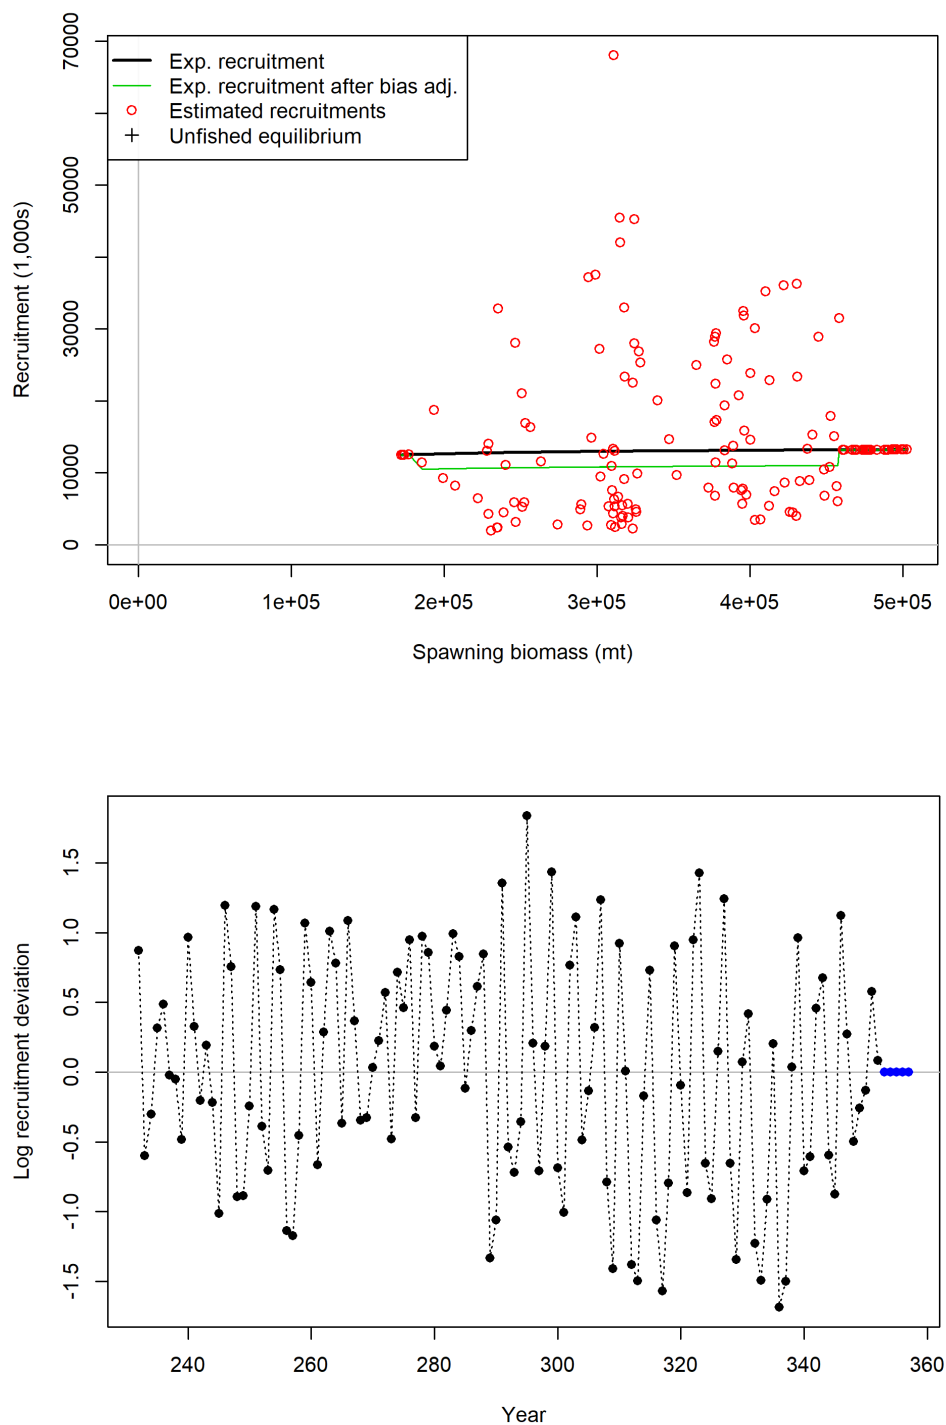 Exp. recruitment
Exp. recruitment after bias adj.
Estimated recruitments
Unfished equilibrium
Recruitment (1,000s)
70000
50000
30000
10000
0
0e+00 1e+05 2e+05 3e+05 4e+05 5e+05
Spawning biomass (mt)
Log recruitment deviation
1.5
1.0
0.5
0.0
-0.5
-1.0
-1.5
240 260 280 300 320 340 360
Year